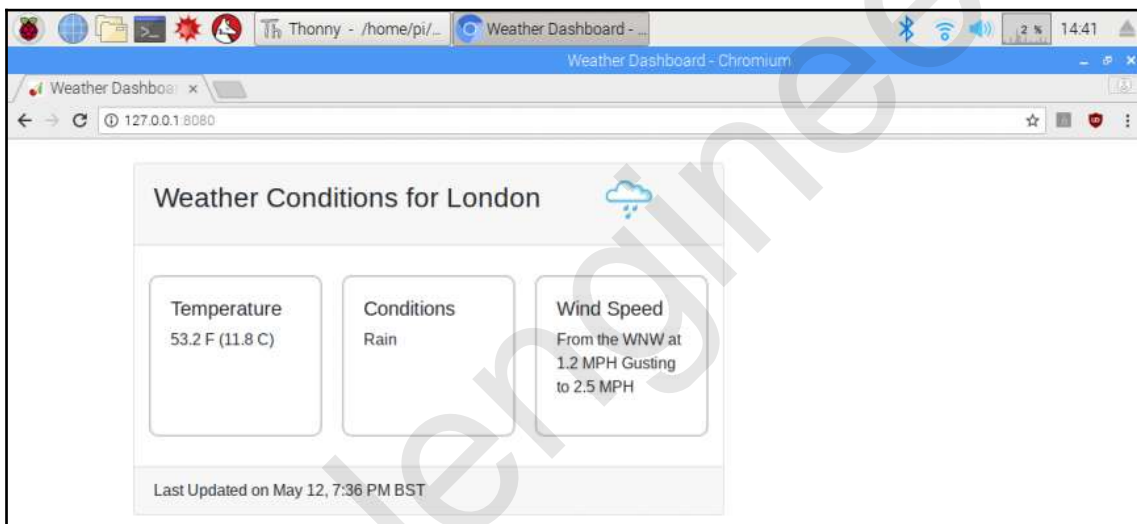 Thonny - /home/pi/...
Weather Dashboard - ...
2 %
14:41
Weather Dashboard - Chromium
Weather Dashboa
127.0.0.1:8080
Weather Conditions for London
Temperature
53.2 F (11.8 C)
Conditions
Rain
Wind Speed
From the WNW at
1.2 MPH Gusting
to 2.5 MPH
Last Updated on May 12, 7:36 PM BST